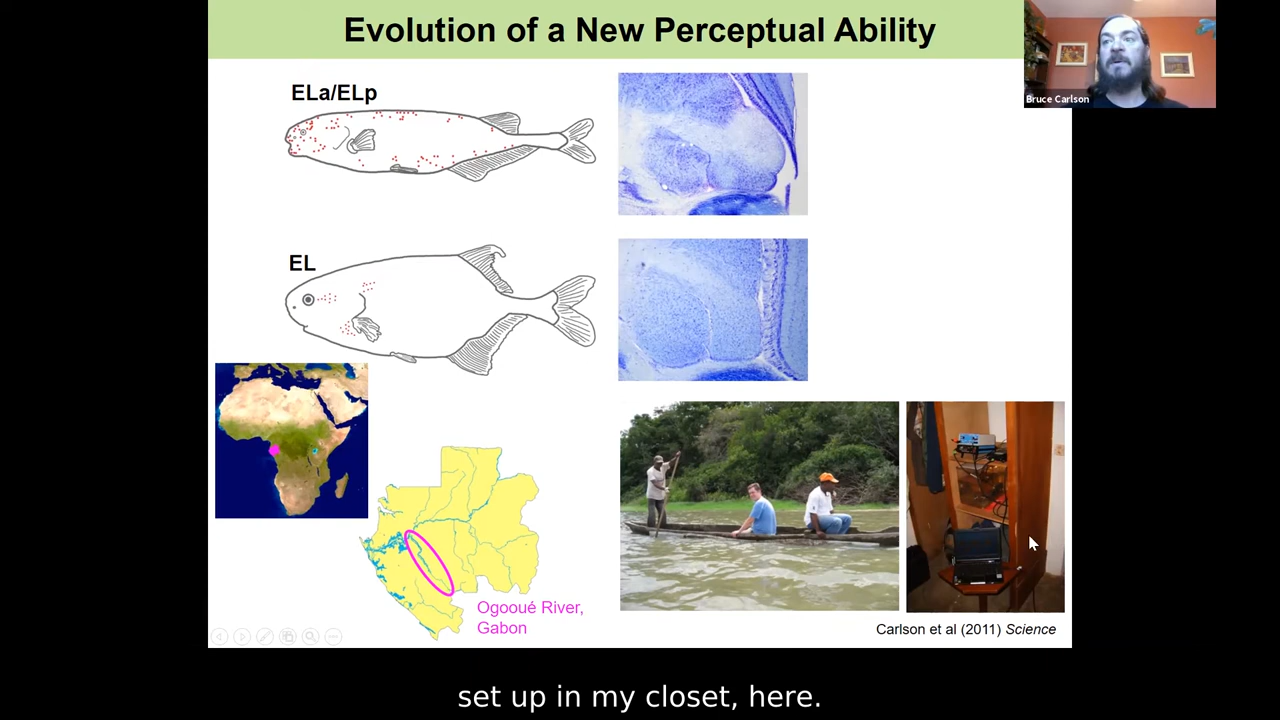 Evolution of a New Perceptual Ability
Bruce Carlson
ELa/ELp
EL
Ogooué River,
Gabon
Carlson et al (2011) Science
set up in my closet, here.